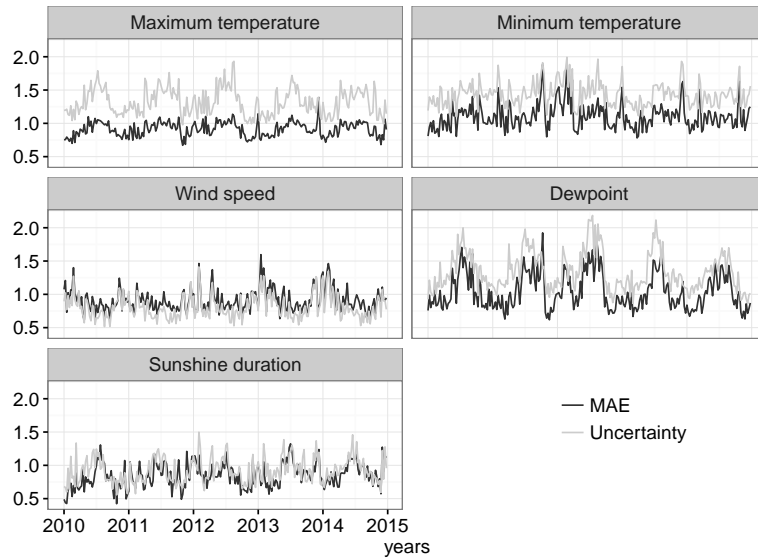 Maximum temperature
Minimum temperature
2.0
1.5
1.0
0.5
Wind speed
Dewpoint
2.0
1.5
1.0
0.5
Sunshine duration
2.0
1.5
1.0
0.5
MAE
Uncertainty
2010 2011 2012 2013 2014 2015
years